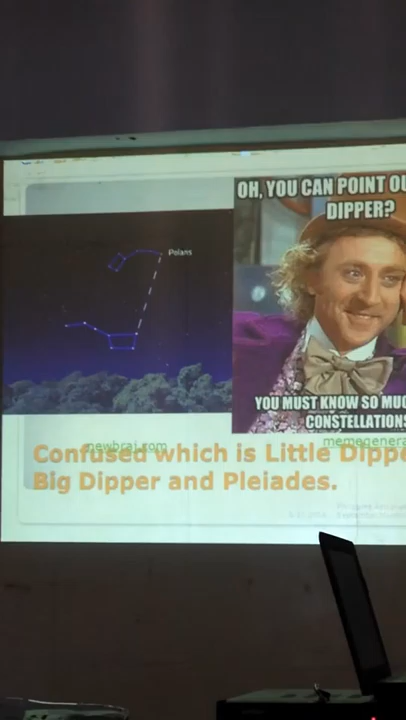 OH, YOU CAN POINT OU
DIPPER?
Polaris
YOU MUST KNOW SO MUC
CONSTELLATIONS
newbraj.com
memegenera
Confused which is Little Dippe
Big Dipper and Pleiades.